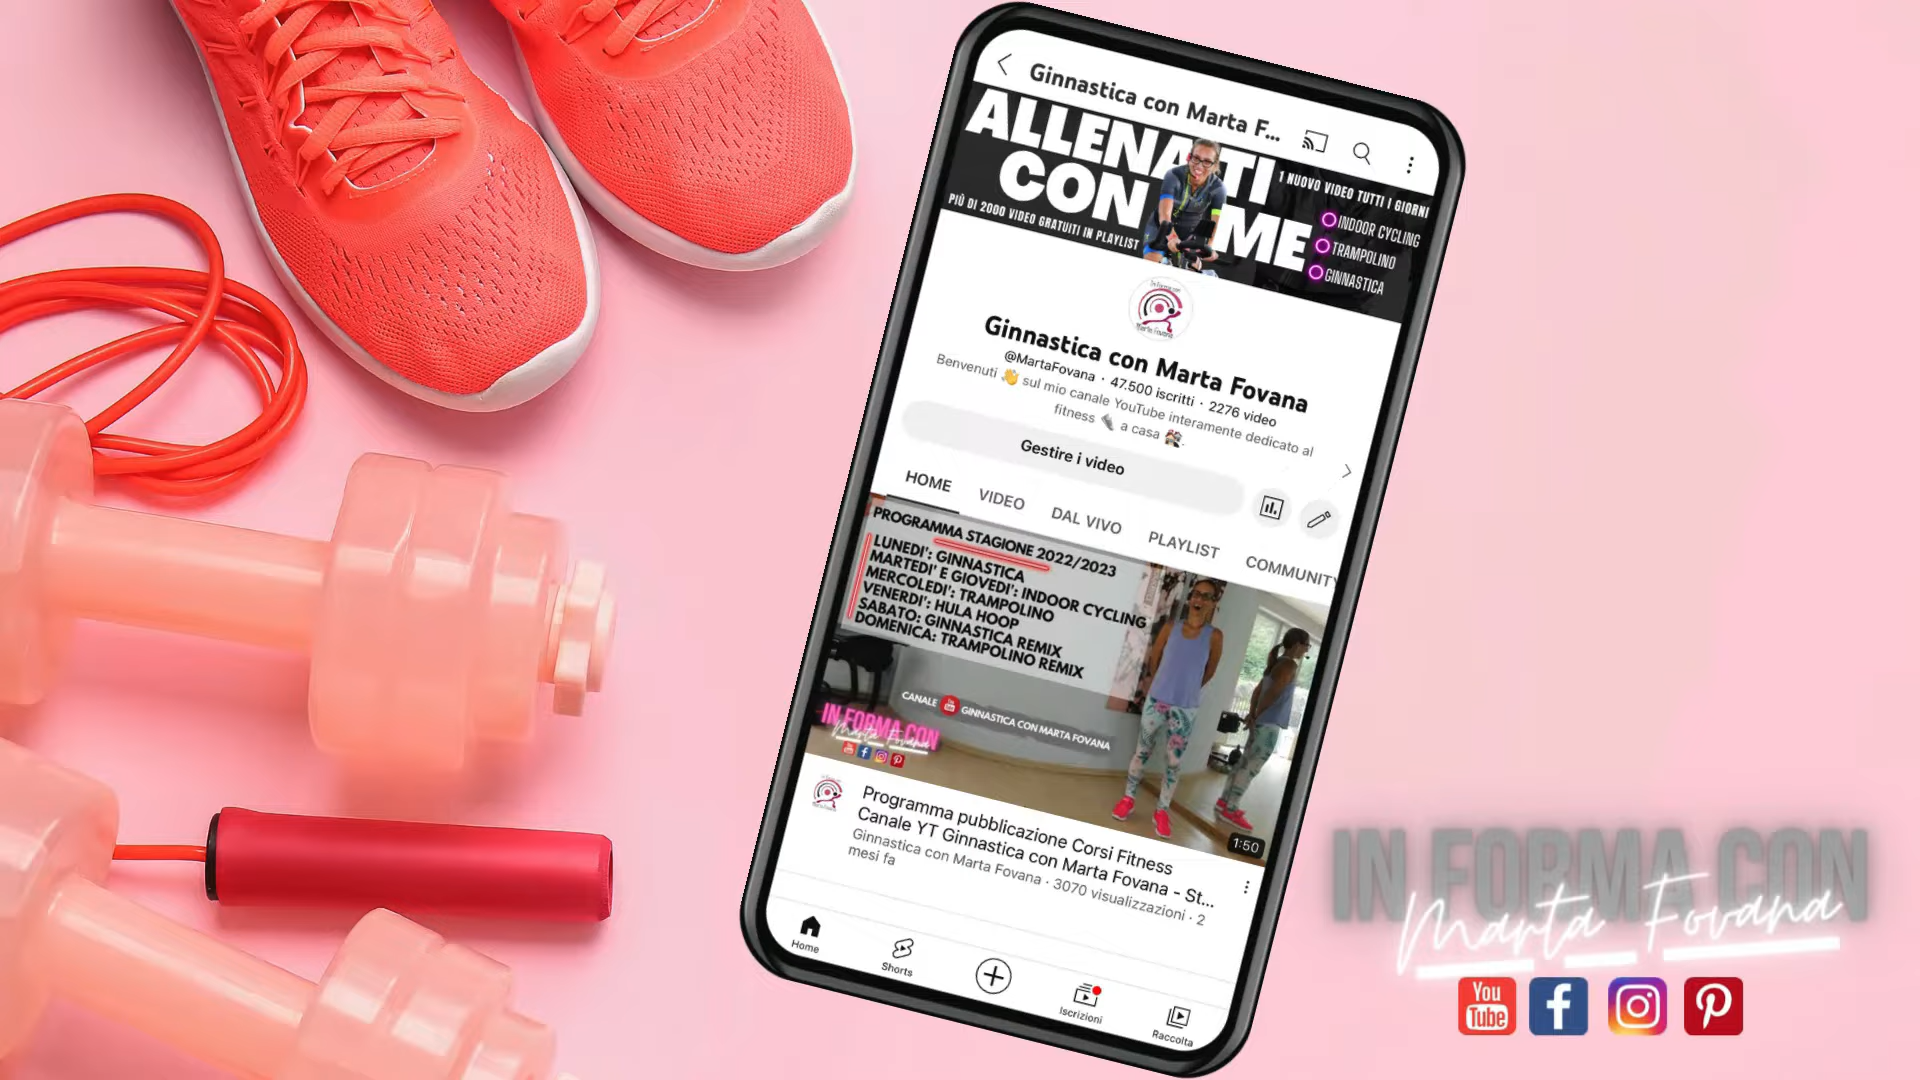 Ginnastica con Marta F...
ALLENATI
CON ME
PIÙ DI 2000 VIDEO GRATUITI IN PLAYLIST
1 NUOVO VIDEO TUTTI I GIORNI
INDOOR CYCLING
TRAMPOLINO
GINNASTICA
In Forma con
Marta Fovana
Ginnastica con Marta Fovana
@MartaFovana · 47.500 iscritti · 2276 video
Benvenuti 👋 sul mio canale YouTube interamente dedicato al
fitness a casa
Gestire i video
HOME VIDEO DAL VIVO PLAYLIST COMMUNITY
PROGRAMMA STAGIONE 2022/2023
LUNEDI': GINNASTICA
MARTEDI' E GIOVEDI': INDOOR CYCLING
MERCOLEDI': TRAMPOLINO
VENERDI': HULA HOOP
SABATO: GINNASTICA REMIX
DOMENICA: TRAMPOLINO REMIX
CANALE YouTube GINNASTICA CON MARTA FOVANA
IN FORMA CON
Marta Fovana
1:50
Programma pubblicazione Corsi Fitness
Canale YT Ginnastica con Marta Fovana - St...
Ginnastica con Marta Fovana · 3070 visualizzazioni · 2
mesi fa
Home Shorts Iscrizioni Raccolta
IN FORMA CON
Marta Fovana
You
Tube